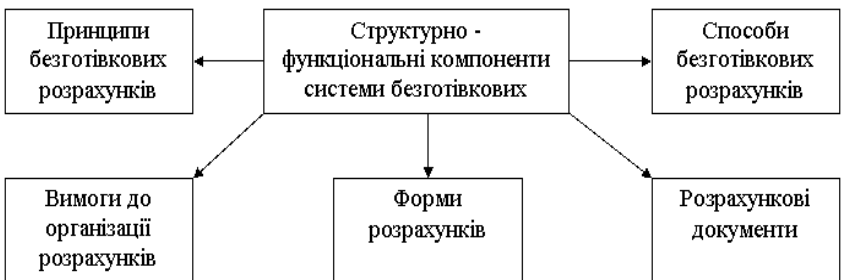 Принципи
безготівкових
розрахунків
Структурно -
функціональні компоненти
системи безготівкових
Способи
безготівкових
розрахунків
Вимоги до
організації
розрахунків
Форми
розрахунків
Розрахункові
документи